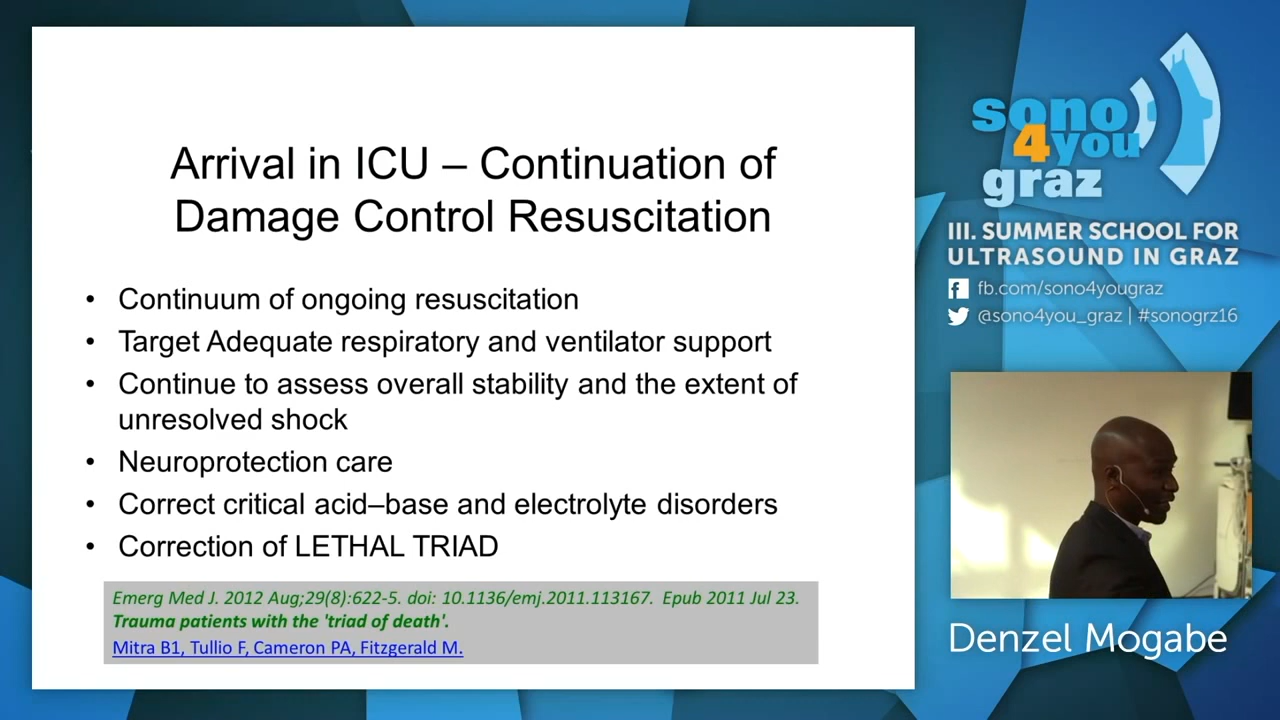 Arrival in ICU – Continuation of
Damage Control Resuscitation
• Continuum of ongoing resuscitation
• Target Adequate respiratory and ventilator support
• Continue to assess overall stability and the extent of
unresolved shock
• Neuroprotection care
• Correct critical acid–base and electrolyte disorders
• Correction of LETHAL TRIAD
Emerg Med J. 2012 Aug;29(8):622-5. doi: 10.1136/emj.2011.113167. Epub 2011 Jul 23.
Trauma patients with the 'triad of death'.
Mitra B1, Tullio F, Cameron PA, Fitzgerald M.
sono
4you
graz
III. SUMMER SCHOOL FOR
ULTRASOUND IN GRAZ
fb.com/sono4yougraz
@sono4you_graz | #sonogrz16
Denzel Mogabe